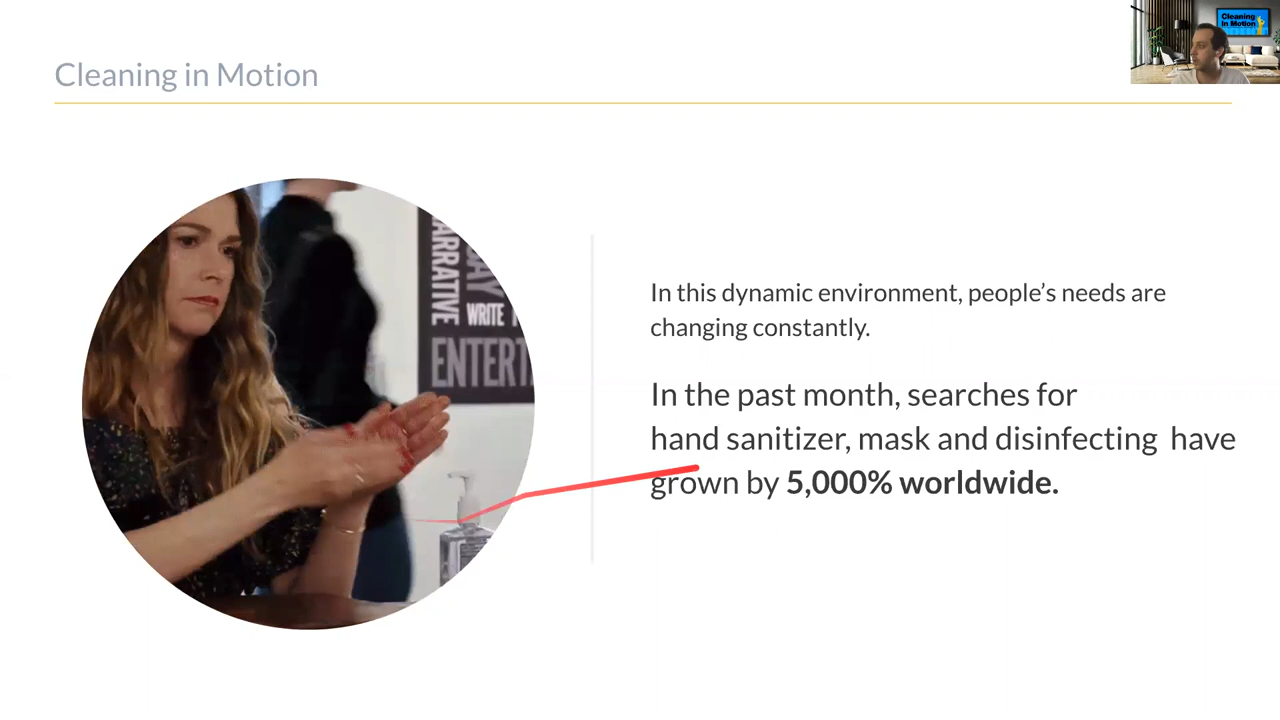 Cleaning in Motion
Cleaning
In Motion
ARRATIVE
WRITE
ENTERT
In this dynamic environment, people’s needs are
changing constantly.
In the past month, searches for
hand sanitizer, mask and disinfecting have
grown by 5,000% worldwide.